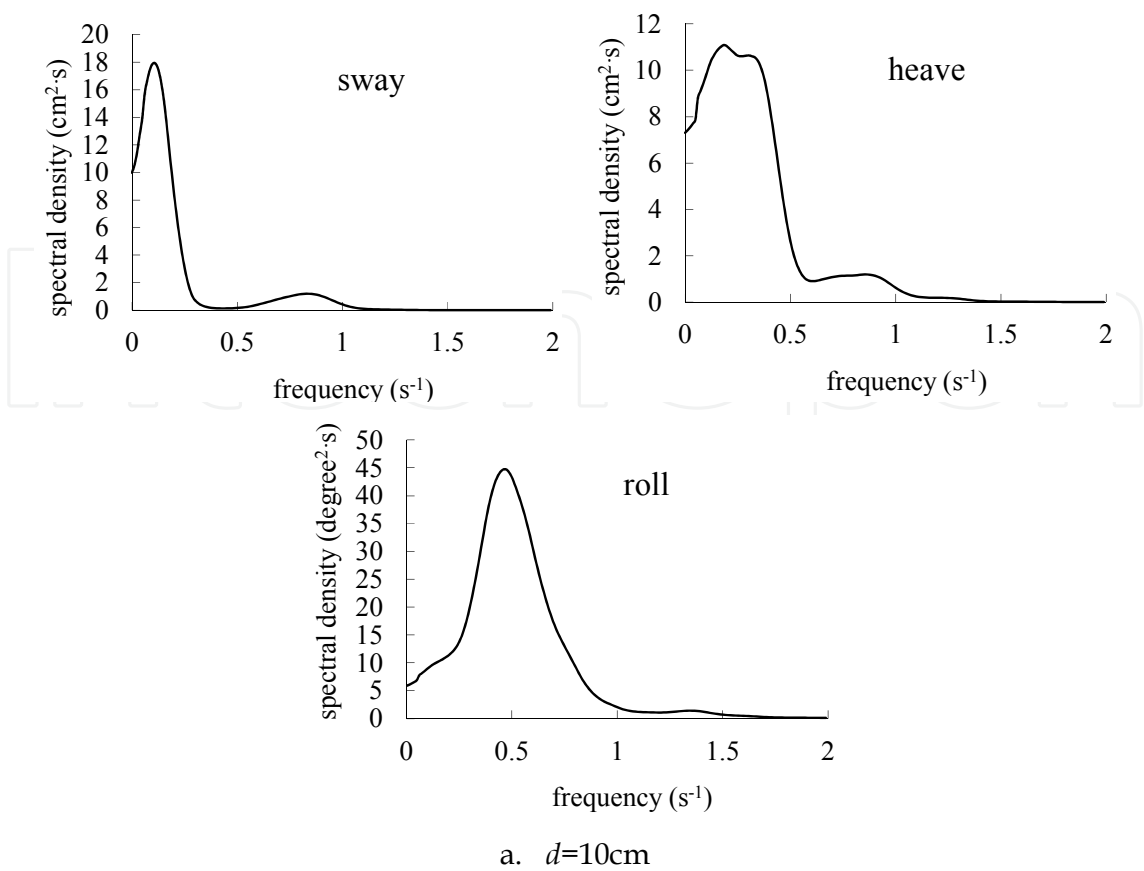 sway
spectral density (cm²·s)
20
18
16
14
12
10
8
6
4
2
0
0 0.5 1 1.5 2
frequency (s⁻¹)
heave
spectral density (cm²·s)
12
10
8
6
4
2
0
0 0.5 1 1.5 2
frequency (s⁻¹)
roll
spectral density (degree²·s)
50
45
40
35
30
25
20
15
10
5
0
0 0.5 1 1.5 2
frequency (s⁻¹)
a. d=10cm